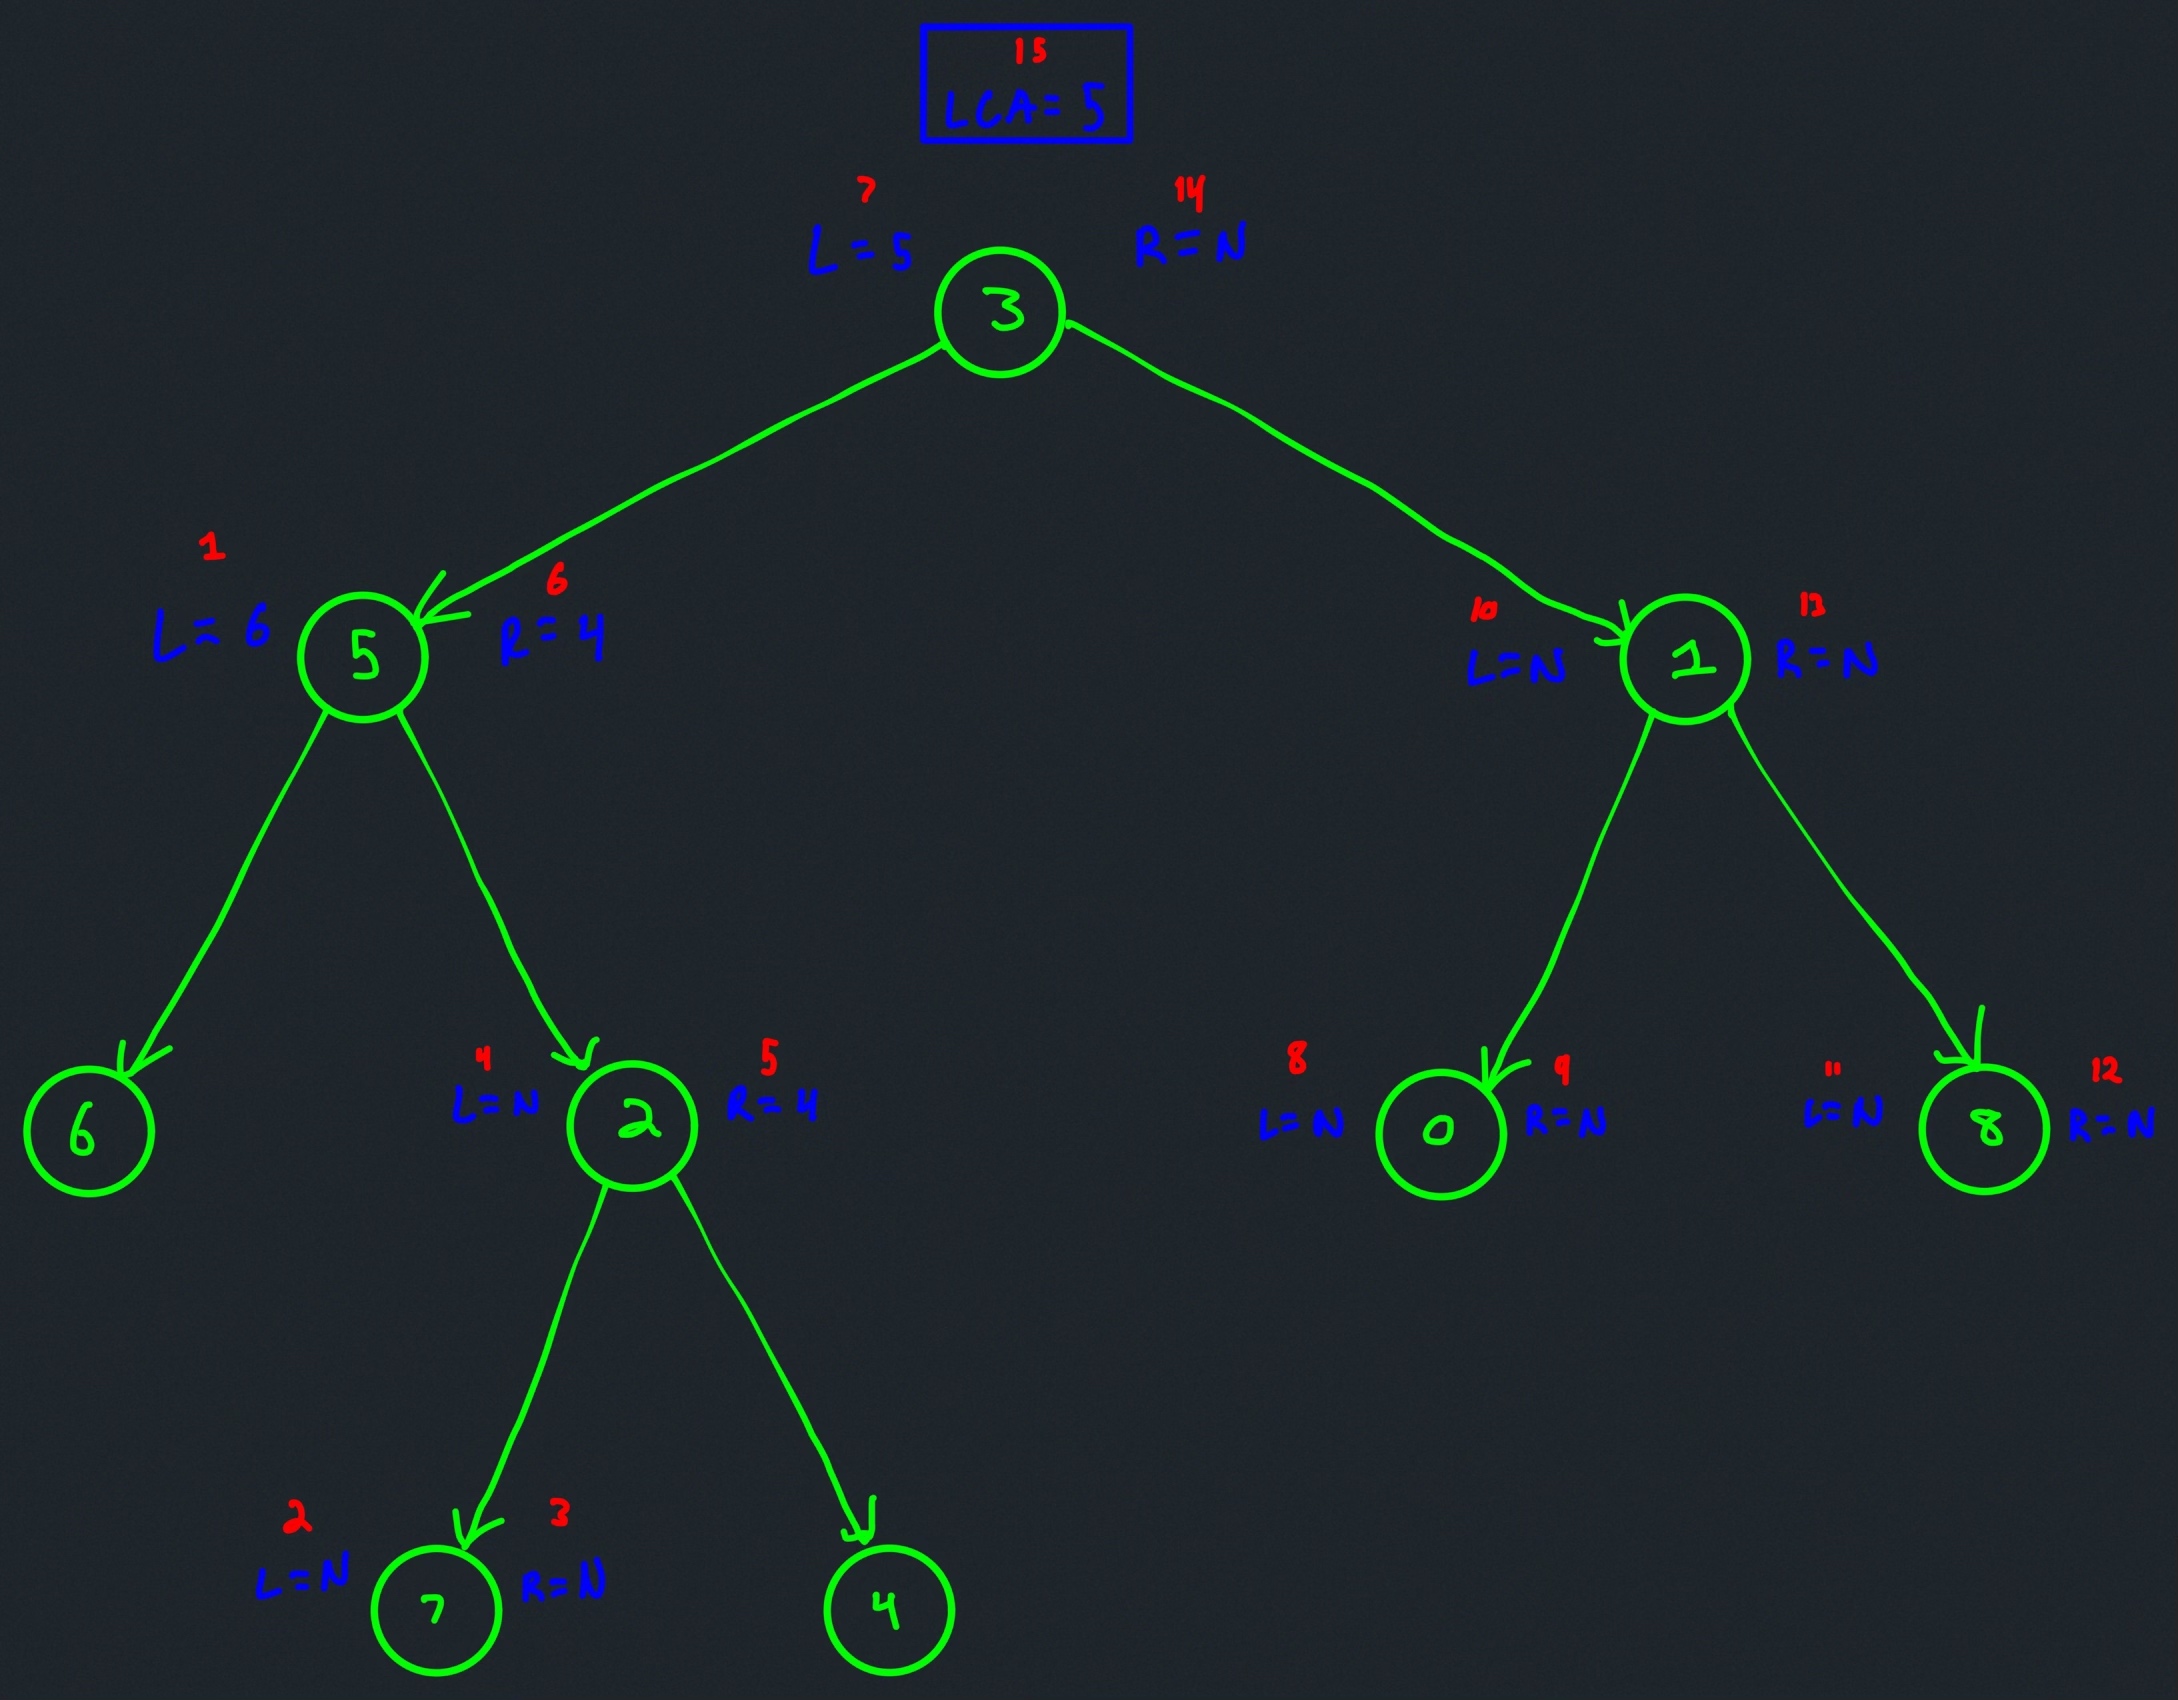 15
LCA = 5
7 14
L = 5 R = N
3
1 6 10 13
L = 6 5 R = 4 L = N 1 R = N
4 5 8 9 11 12
L = N R = 4 L = N R = N L = N R = N
6 2 0 8
2 3
L = N R = N
7 4